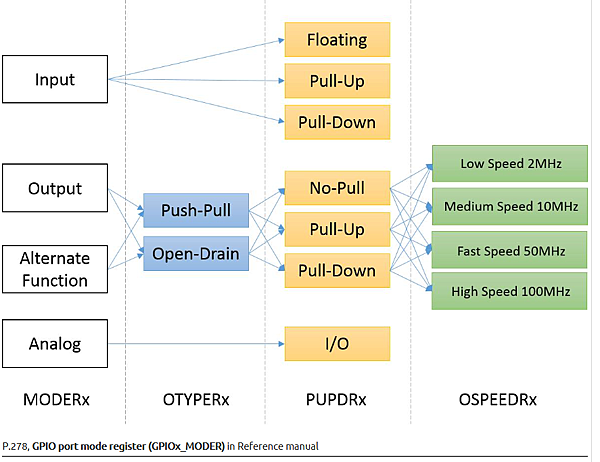 Floating
Input
Pull-Up
Pull-Down
Output
Alternate
Function
Push-Pull
Open-Drain
No-Pull
Pull-Up
Pull-Down
Low Speed 2MHz
Medium Speed 10MHz
Fast Speed 50MHz
High Speed 100MHz
Analog
I/O
MODERx
OTYPERx
PUPDRx
OSPEEDRx
P.278, GPIO port mode register (GPIOx_MODER) in Reference manual